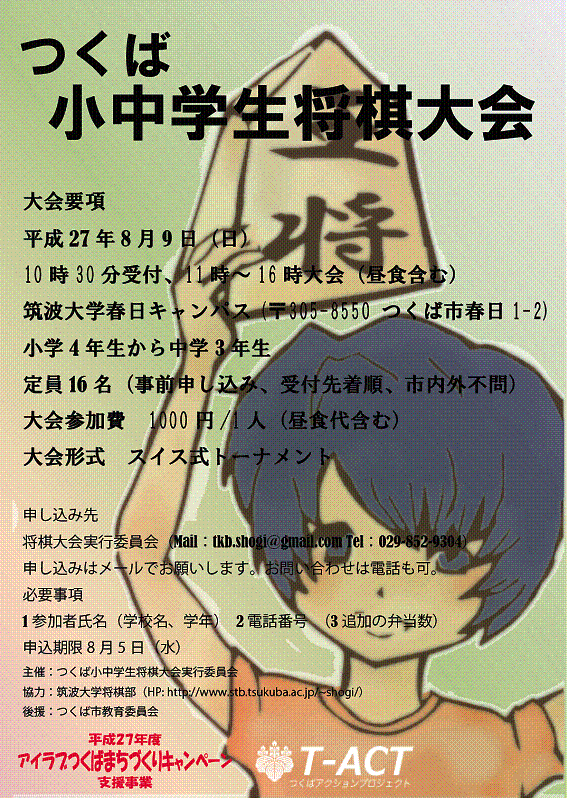 つくば
小中学生将棋大会
王将
大会要項
平成27年8月9日（日）
10時30分受付、11時～16時大会（昼食含む）
筑波大学春日キャンパス(〒305-8550 つくば市春日1-2)
小学4年生から中学3年生
定員16名（事前申し込み、受付先着順、市内外不問）
大会参加費　1000円/1人（昼食代含む）
大会形式　スイス式トーナメント
申し込み先
将棋大会実行委員会（Mail：tkb.shogi@gmail.com Tel：029-852-9304）
申し込みはメールでお願いします。お問い合わせは電話も可。
必要事項
1参加者氏名（学校名、学年）　2電話番号　（3追加の弁当数）
申込期限８月５日（水）
主催：つくば小中学生将棋大会実行委員会
協力：筑波大学将棋部（HP: http://www.stb.tsukuba.ac.jp/~shogi/）
後援：つくば市教育委員会
平成27年度
アイラブつくばまちづくりキャンペーン
支援事業
T-ACT
つくばアクションプロジェクト